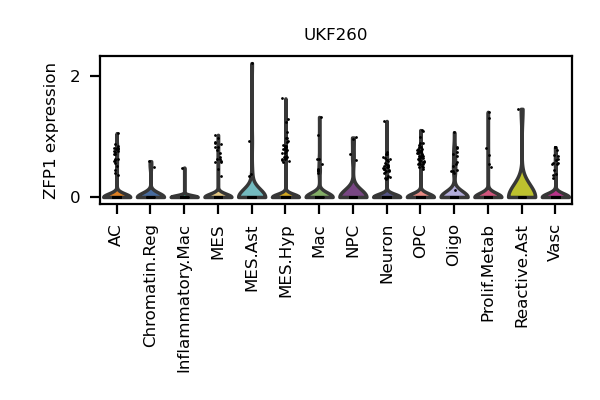 UKF260
ZFP1 expression
2
0
AC
Chromatin.Reg
Inflammatory.Mac
MES
MES.Ast
MES.Hyp
Mac
NPC
Neuron
OPC
Oligo
Prolif.Metab
Reactive.Ast
Vasc